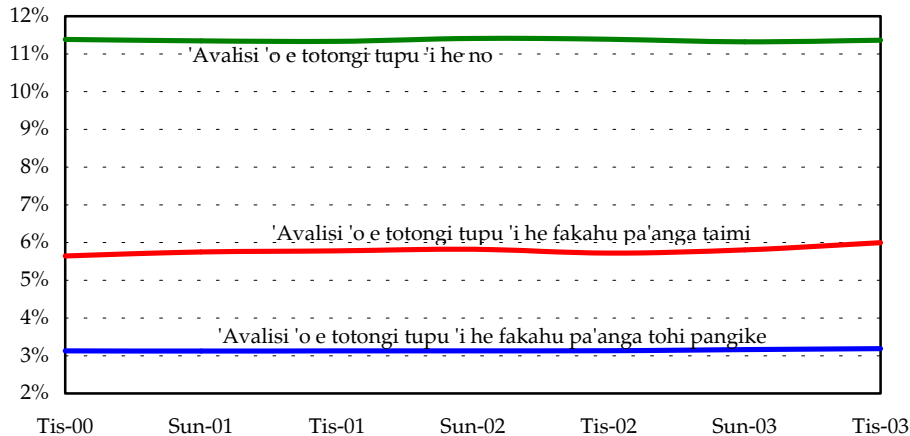 12%
11%
'Avalisi 'o e totongi tupu 'i he no
10%
9%
8%
7%
'Avalisi 'o e totongi tupu 'i he fakahu pa'anga taimi
6%
5%
4%
'Avalisi 'o e totongi tupu 'i he fakahu pa'anga tohi pangike
3%
2%
Tis-00 Sun-01 Tis-01 Sun-02 Tis-02 Sun-03 Tis-03